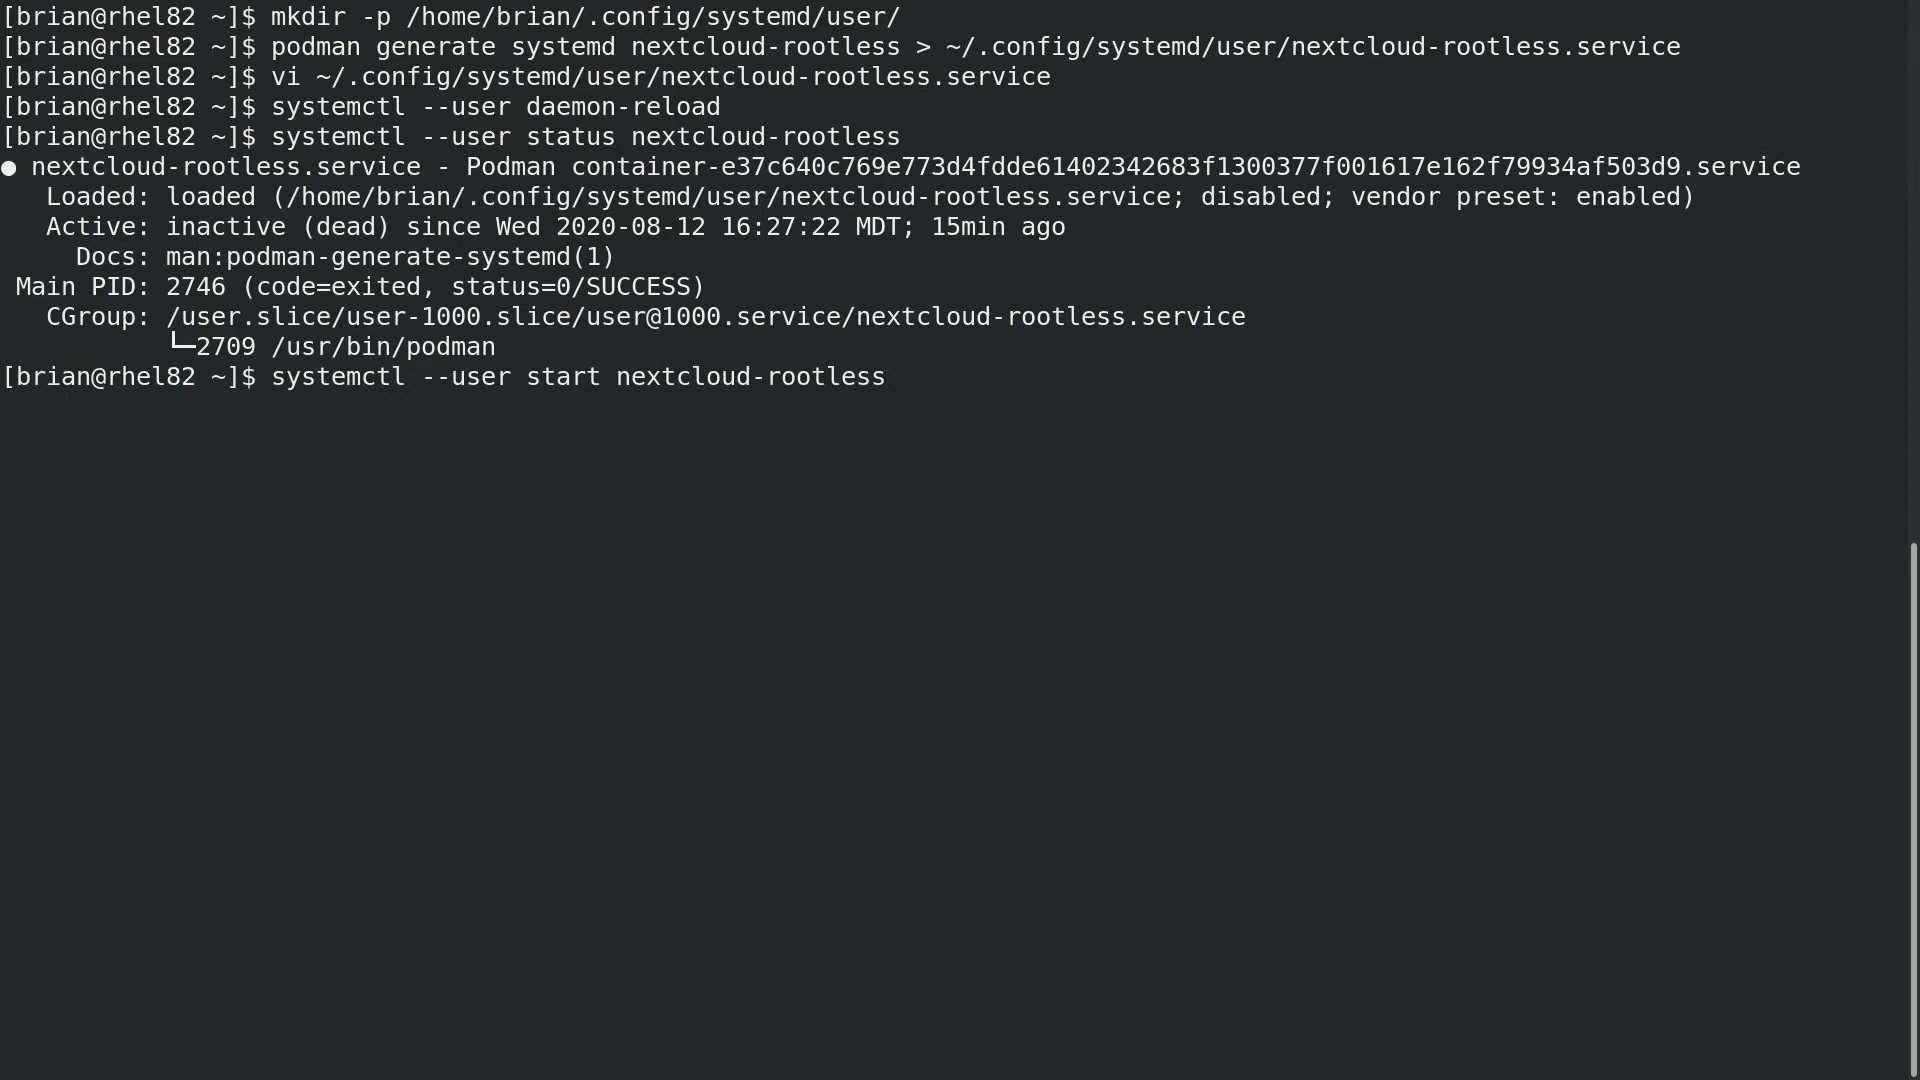 [brian@rhel82 ~]$ mkdir -p /home/brian/.config/systemd/user/
[brian@rhel82 ~]$ podman generate systemd nextcloud-rootless > ~/.config/systemd/user/nextcloud-rootless.service
[brian@rhel82 ~]$ vi ~/.config/systemd/user/nextcloud-rootless.service
[brian@rhel82 ~]$ systemctl --user daemon-reload
[brian@rhel82 ~]$ systemctl --user status nextcloud-rootless
● nextcloud-rootless.service - Podman container-e37c640c769e773d4fdde61402342683f1300377f001617e162f79934af503d9.service
   Loaded: loaded (/home/brian/.config/systemd/user/nextcloud-rootless.service; disabled; vendor preset: enabled)
   Active: inactive (dead) since Wed 2020-08-12 16:27:22 MDT; 15min ago
     Docs: man:podman-generate-systemd(1)
 Main PID: 2746 (code=exited, status=0/SUCCESS)
   CGroup: /user.slice/user-1000.slice/user@1000.service/nextcloud-rootless.service
           └─2709 /usr/bin/podman
[brian@rhel82 ~]$ systemctl --user start nextcloud-rootless